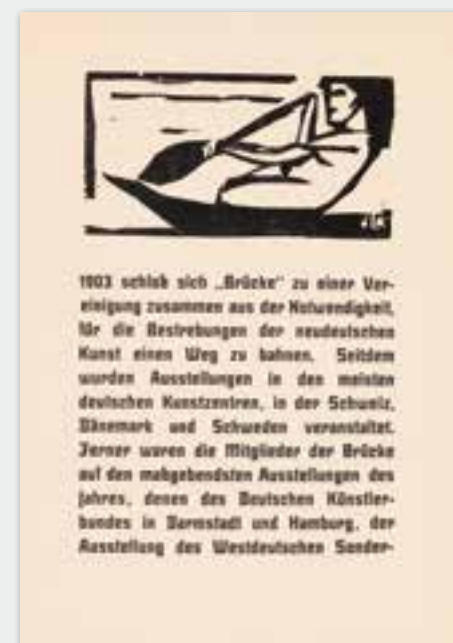 1903 schloß sich „Brücke“ zu einer Ver-
einigung zusammen aus der Notwendigkeit,
für die Bestrebungen der neudeutschen
Kunst einen Weg zu bahnen. Seitdem
wurden Ausstellungen in den meisten
deutschen Kunstzentren, in der Schweiz,
Dänemark und Schweden veranstaltet.
Ferner waren die Mitglieder der Brücke
auf den maßgebendsten Ausstellungen des
Jahres, denen des Deutschen Künstler-
bundes in Darmstadt und Hamburg, der
Ausstellung des Westdeutschen Sonder-